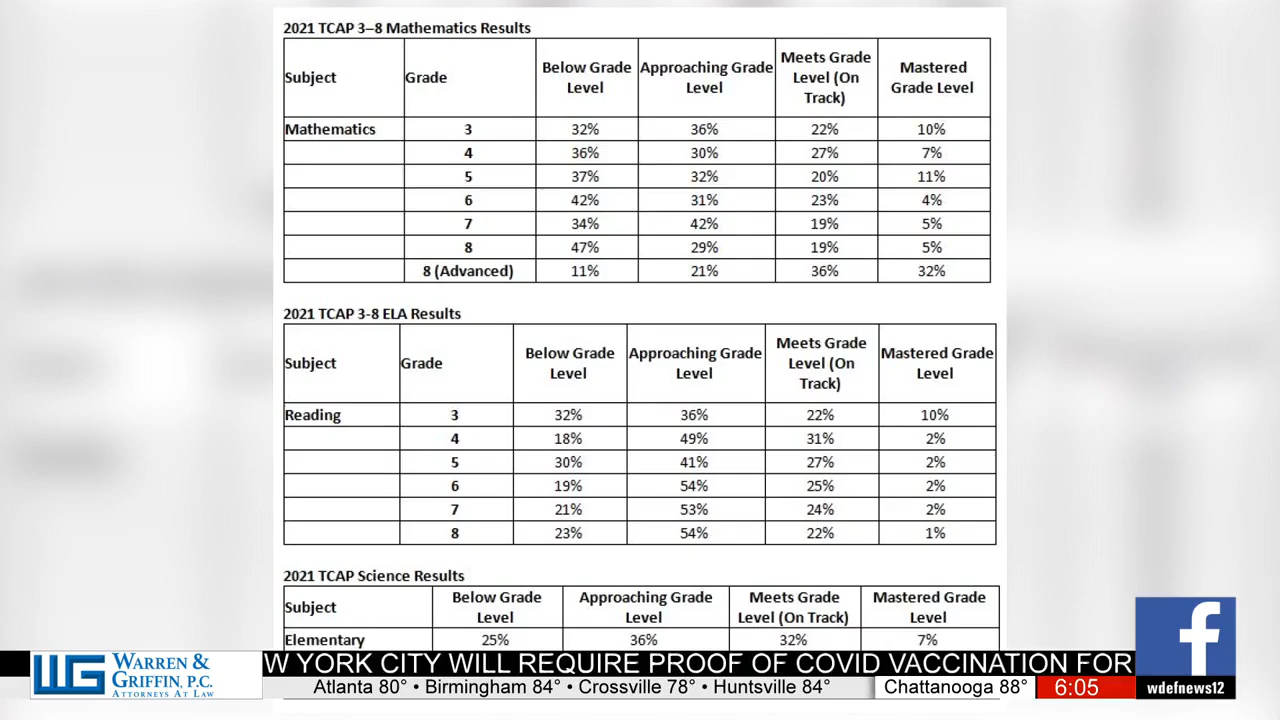 2021 TCAP 3–8 Mathematics Results
Subject Grade Below Grade Level Approaching Grade Level Meets Grade Level (On Track) Mastered Grade Level
Mathematics 3 32% 36% 22% 10%
4 36% 30% 27% 7%
5 37% 32% 20% 11%
6 42% 31% 23% 4%
7 34% 42% 19% 5%
8 47% 29% 19% 5%
8 (Advanced) 11% 21% 36% 32%
2021 TCAP 3-8 ELA Results
Subject Grade Below Grade Level Approaching Grade Level Meets Grade Level (On Track) Mastered Grade Level
Reading 3 32% 36% 22% 10%
4 18% 49% 31% 2%
5 30% 41% 27% 2%
6 19% 54% 25% 2%
7 21% 53% 24% 2%
8 23% 54% 22% 1%
2021 TCAP Science Results
Subject Below Grade Level Approaching Grade Level Meets Grade Level (On Track) Mastered Grade Level
Elementary 25% 36% 32% 7%
WG WARREN & GRIFFIN, P.C.
ATTORNEYS AT LAW
W YORK CITY WILL REQUIRE PROOF OF COVID VACCINATION FOR
Atlanta 80° • Birmingham 84° • Crossville 78° • Huntsville 84° Chattanooga 88° 6:05
f
wdefnews12